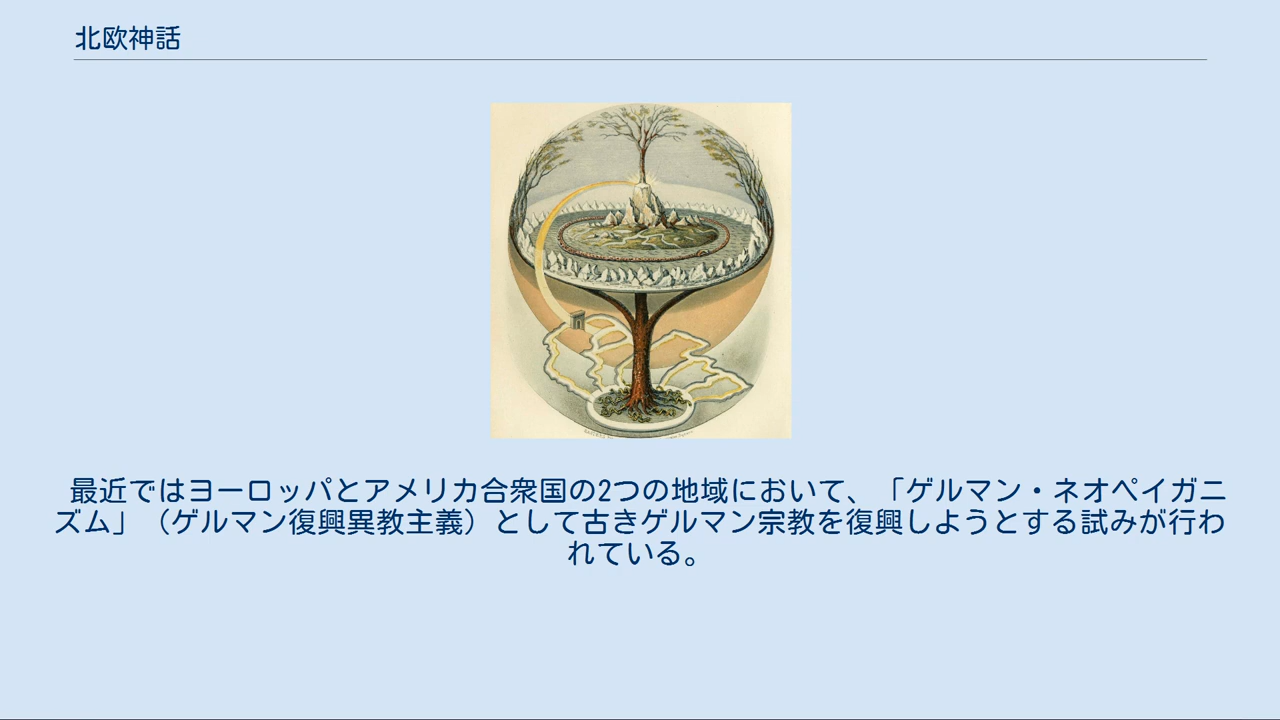 北欧神話
最近ではヨーロッパとアメリカ合衆国の2つの地域において、「ゲルマン・ネオペイガニ
ズム」（ゲルマン復興異教主義）として古きゲルマン宗教を復興しようとする試みが行わ
れている。